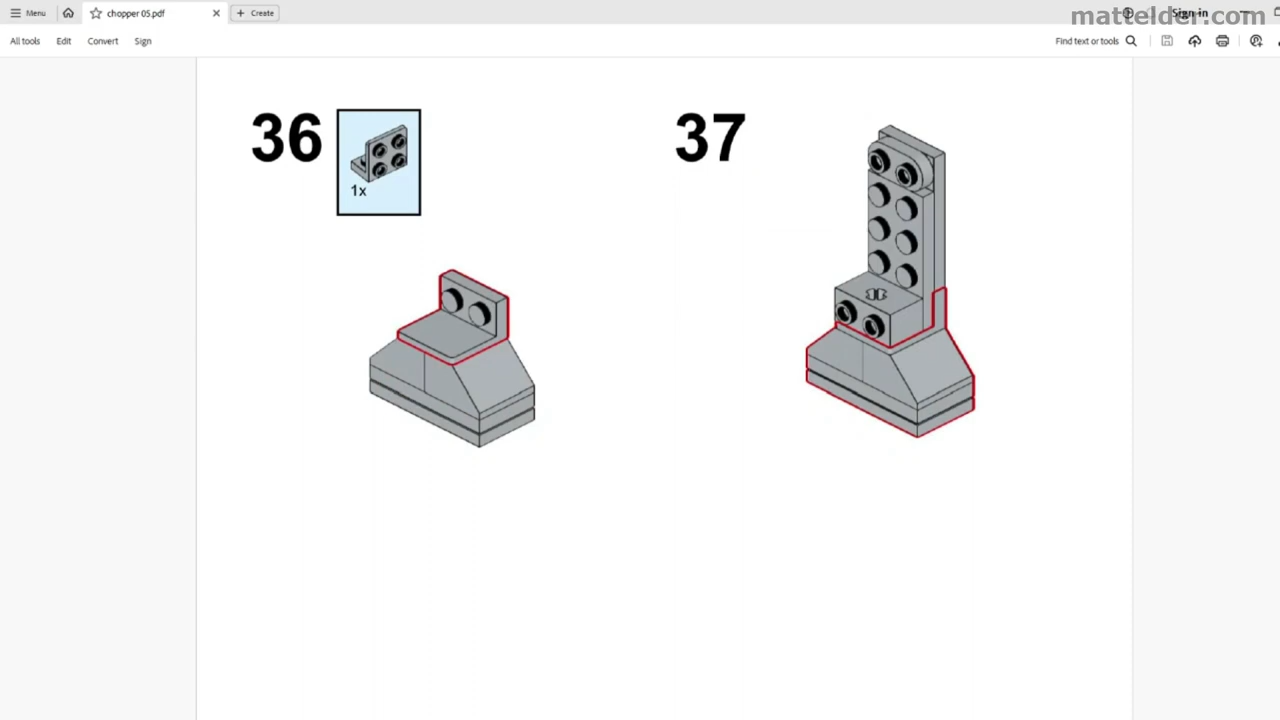 mattelder.com
Menu
chopper 05.pdf
Create
Sign in
All tools
Edit
Convert
Sign
Find text or tools
36
1x
37